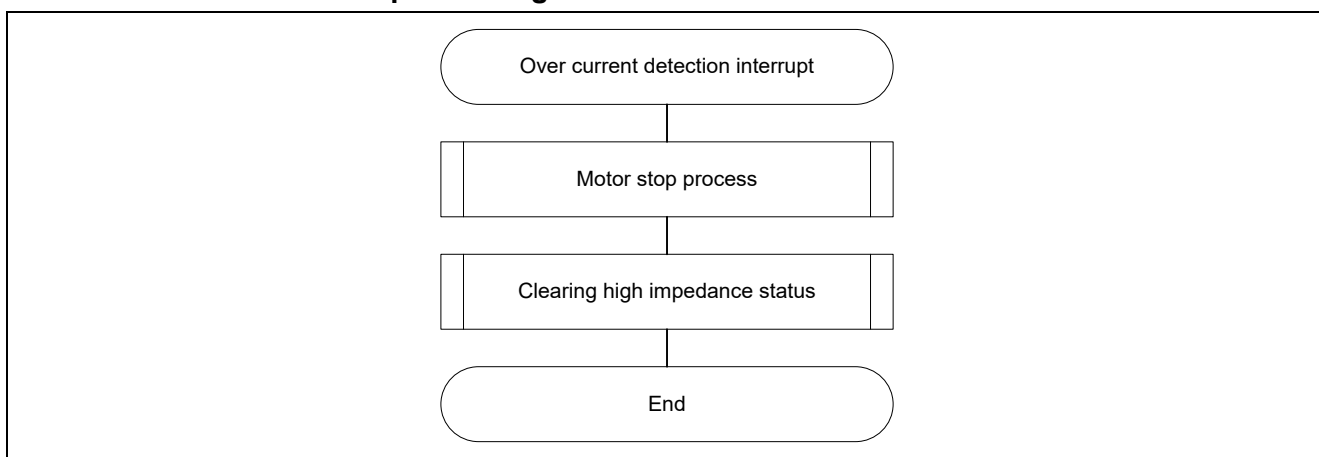 Over current detection interrupt
Motor stop process
Clearing high impedance status
End